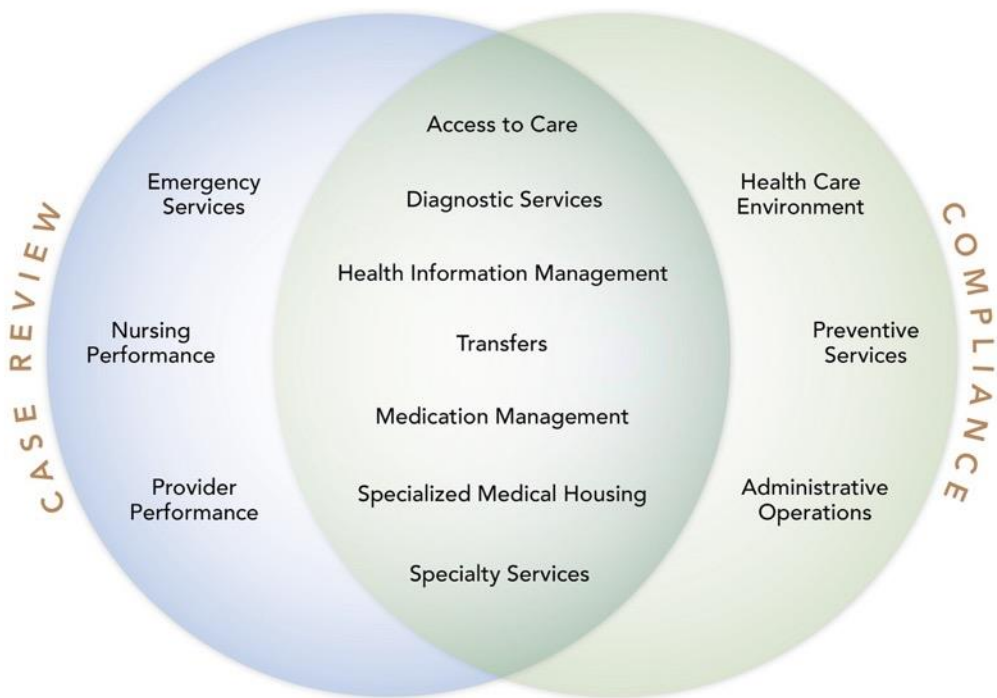 CASE REVIEW
Emergency
Services
Nursing
Performance
Provider
Performance
Access to Care
Diagnostic Services
Health Information Management
Transfers
Medication Management
Specialized Medical Housing
Specialty Services
Health Care
Environment
Preventive
Services
Administrative
Operations
COMPLIANCE